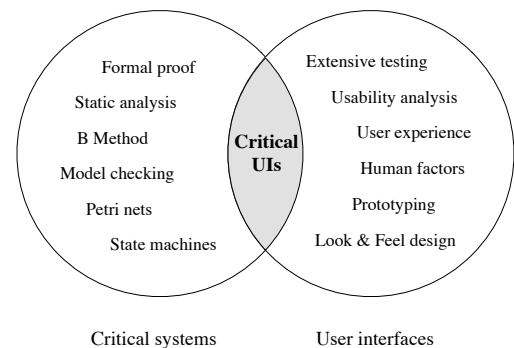 Formal proof
Static analysis
B Method
Model checking
Petri nets
State machines
Critical
UIs
Extensive testing
Usability analysis
User experience
Human factors
Prototyping
Look & Feel design
Critical systems
User interfaces